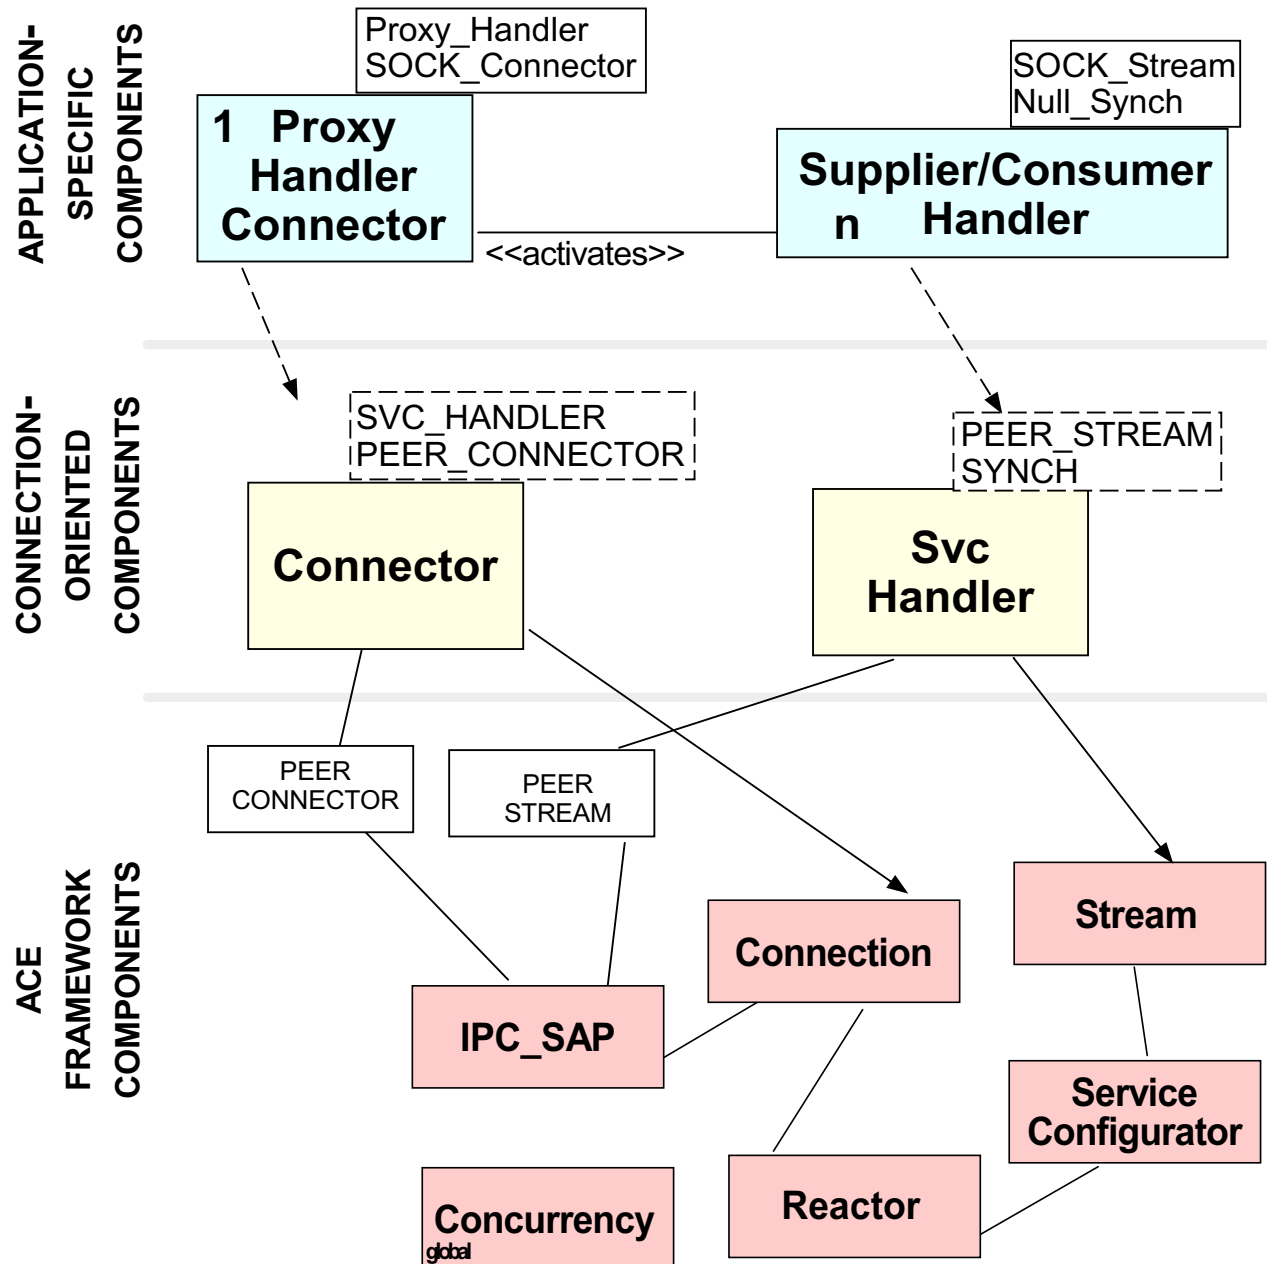 APPLICATION-
SPECIFIC
COMPONENTS
Proxy_Handler
SOCK_Connector
1 Proxy
Handler
Connector
<<activates>>
SOCK_Stream
Null_Synch
Supplier/Consumer
n Handler
CONNECTION-
ORIENTED
COMPONENTS
SVC_HANDLER
PEER_CONNECTOR
Connector
PEER_STREAM
SYNCH
Svc
Handler
ACE
FRAMEWORK
COMPONENTS
PEER
CONNECTOR
PEER
STREAM
Stream
Connection
IPC_SAP
Service
Configurator
Reactor
Concurrency
global